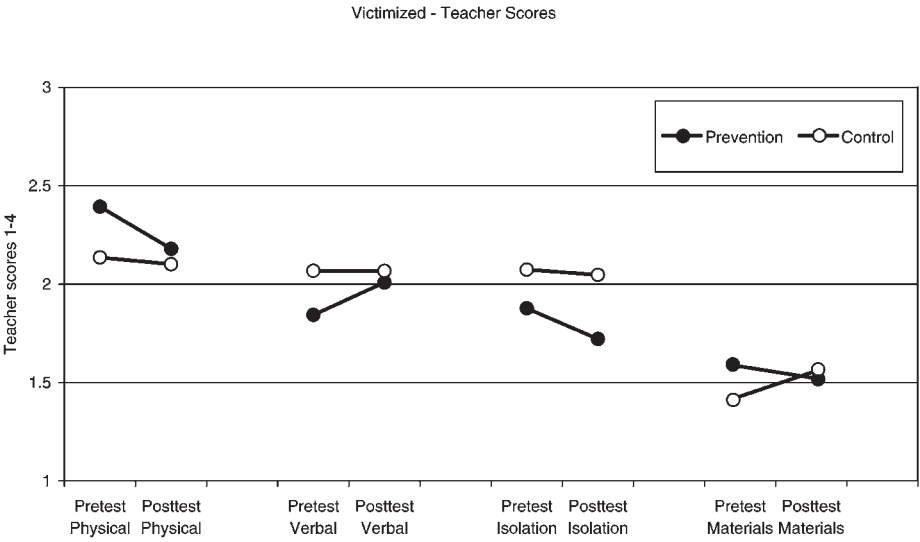 Victimized - Teacher Scores
3
Prevention
Control
2.5
Teacher scores 1-4
2
1.5
1
Pretest Posttest Pretest Posttest Pretest Posttest Pretest Posttest
Physical Physical Verbal Verbal Isolation Isolation Materials Materials